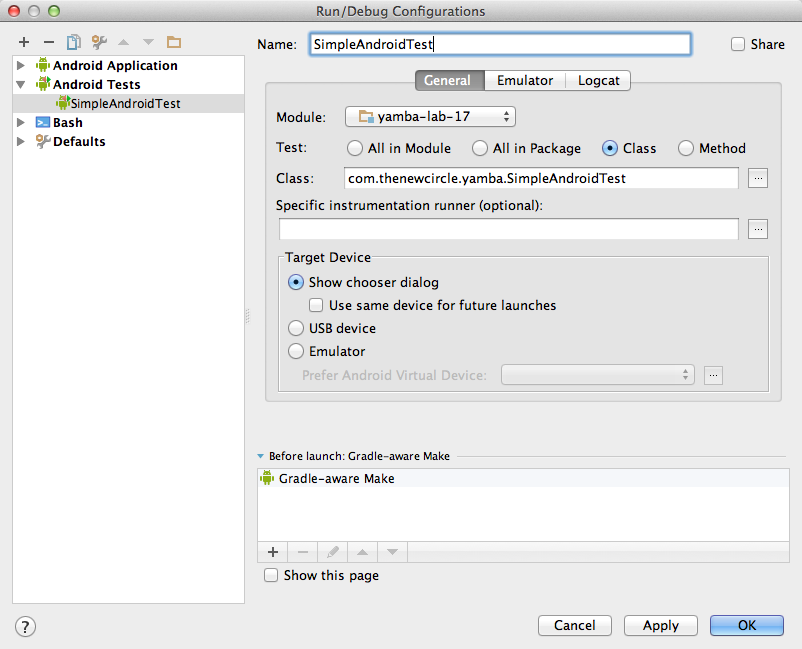 Run/Debug Configurations
Name: SimpleAndroidTest Share
Android Application
Android Tests
SimpleAndroidTest
Bash
Defaults
General Emulator Logcat
Module: yamba-lab-17
Test: All in Module All in Package Class Method
Class: com.thenewcircle.yamba.SimpleAndroidTest ...
Specific instrumentation runner (optional):
...
Target Device
Show chooser dialog
Use same device for future launches
USB device
Emulator
Prefer Android Virtual Device: ...
Before launch: Gradle-aware Make
Gradle-aware Make
Show this page
? Cancel Apply OK